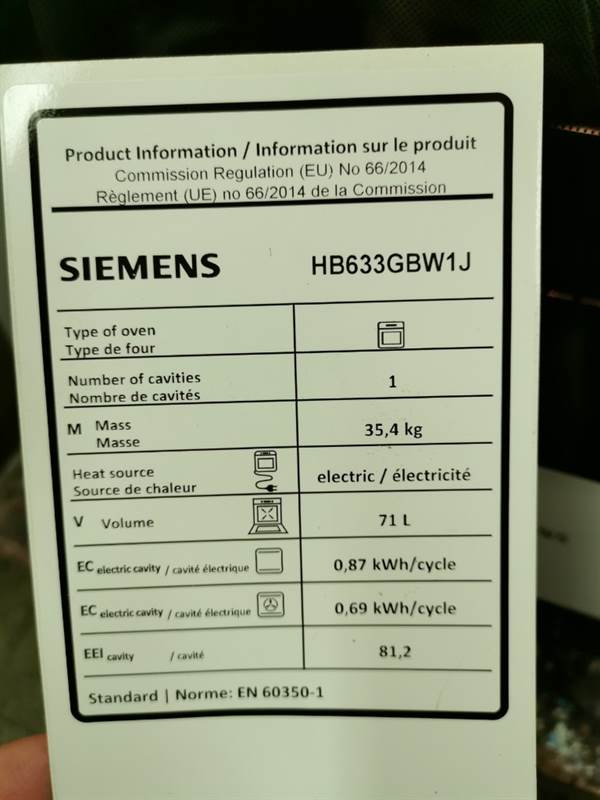 Product Information / Information sur le produit
Commission Regulation (EU) No 66/2014
Règlement (UE) no 66/2014 de la Commission
SIEMENS HB633GBW1J
Type of oven
Type de four
Number of cavities
Nombre de cavités
1
M Mass
Masse
35,4 kg
Heat source
Source de chaleur
electric / électricité
V Volume 71 L
EC electric cavity / cavité électrique 0,87 kWh/cycle
EC electric cavity / cavité électrique 0,69 kWh/cycle
EEI cavity / cavité 81,2
Standard | Norme: EN 60350-1